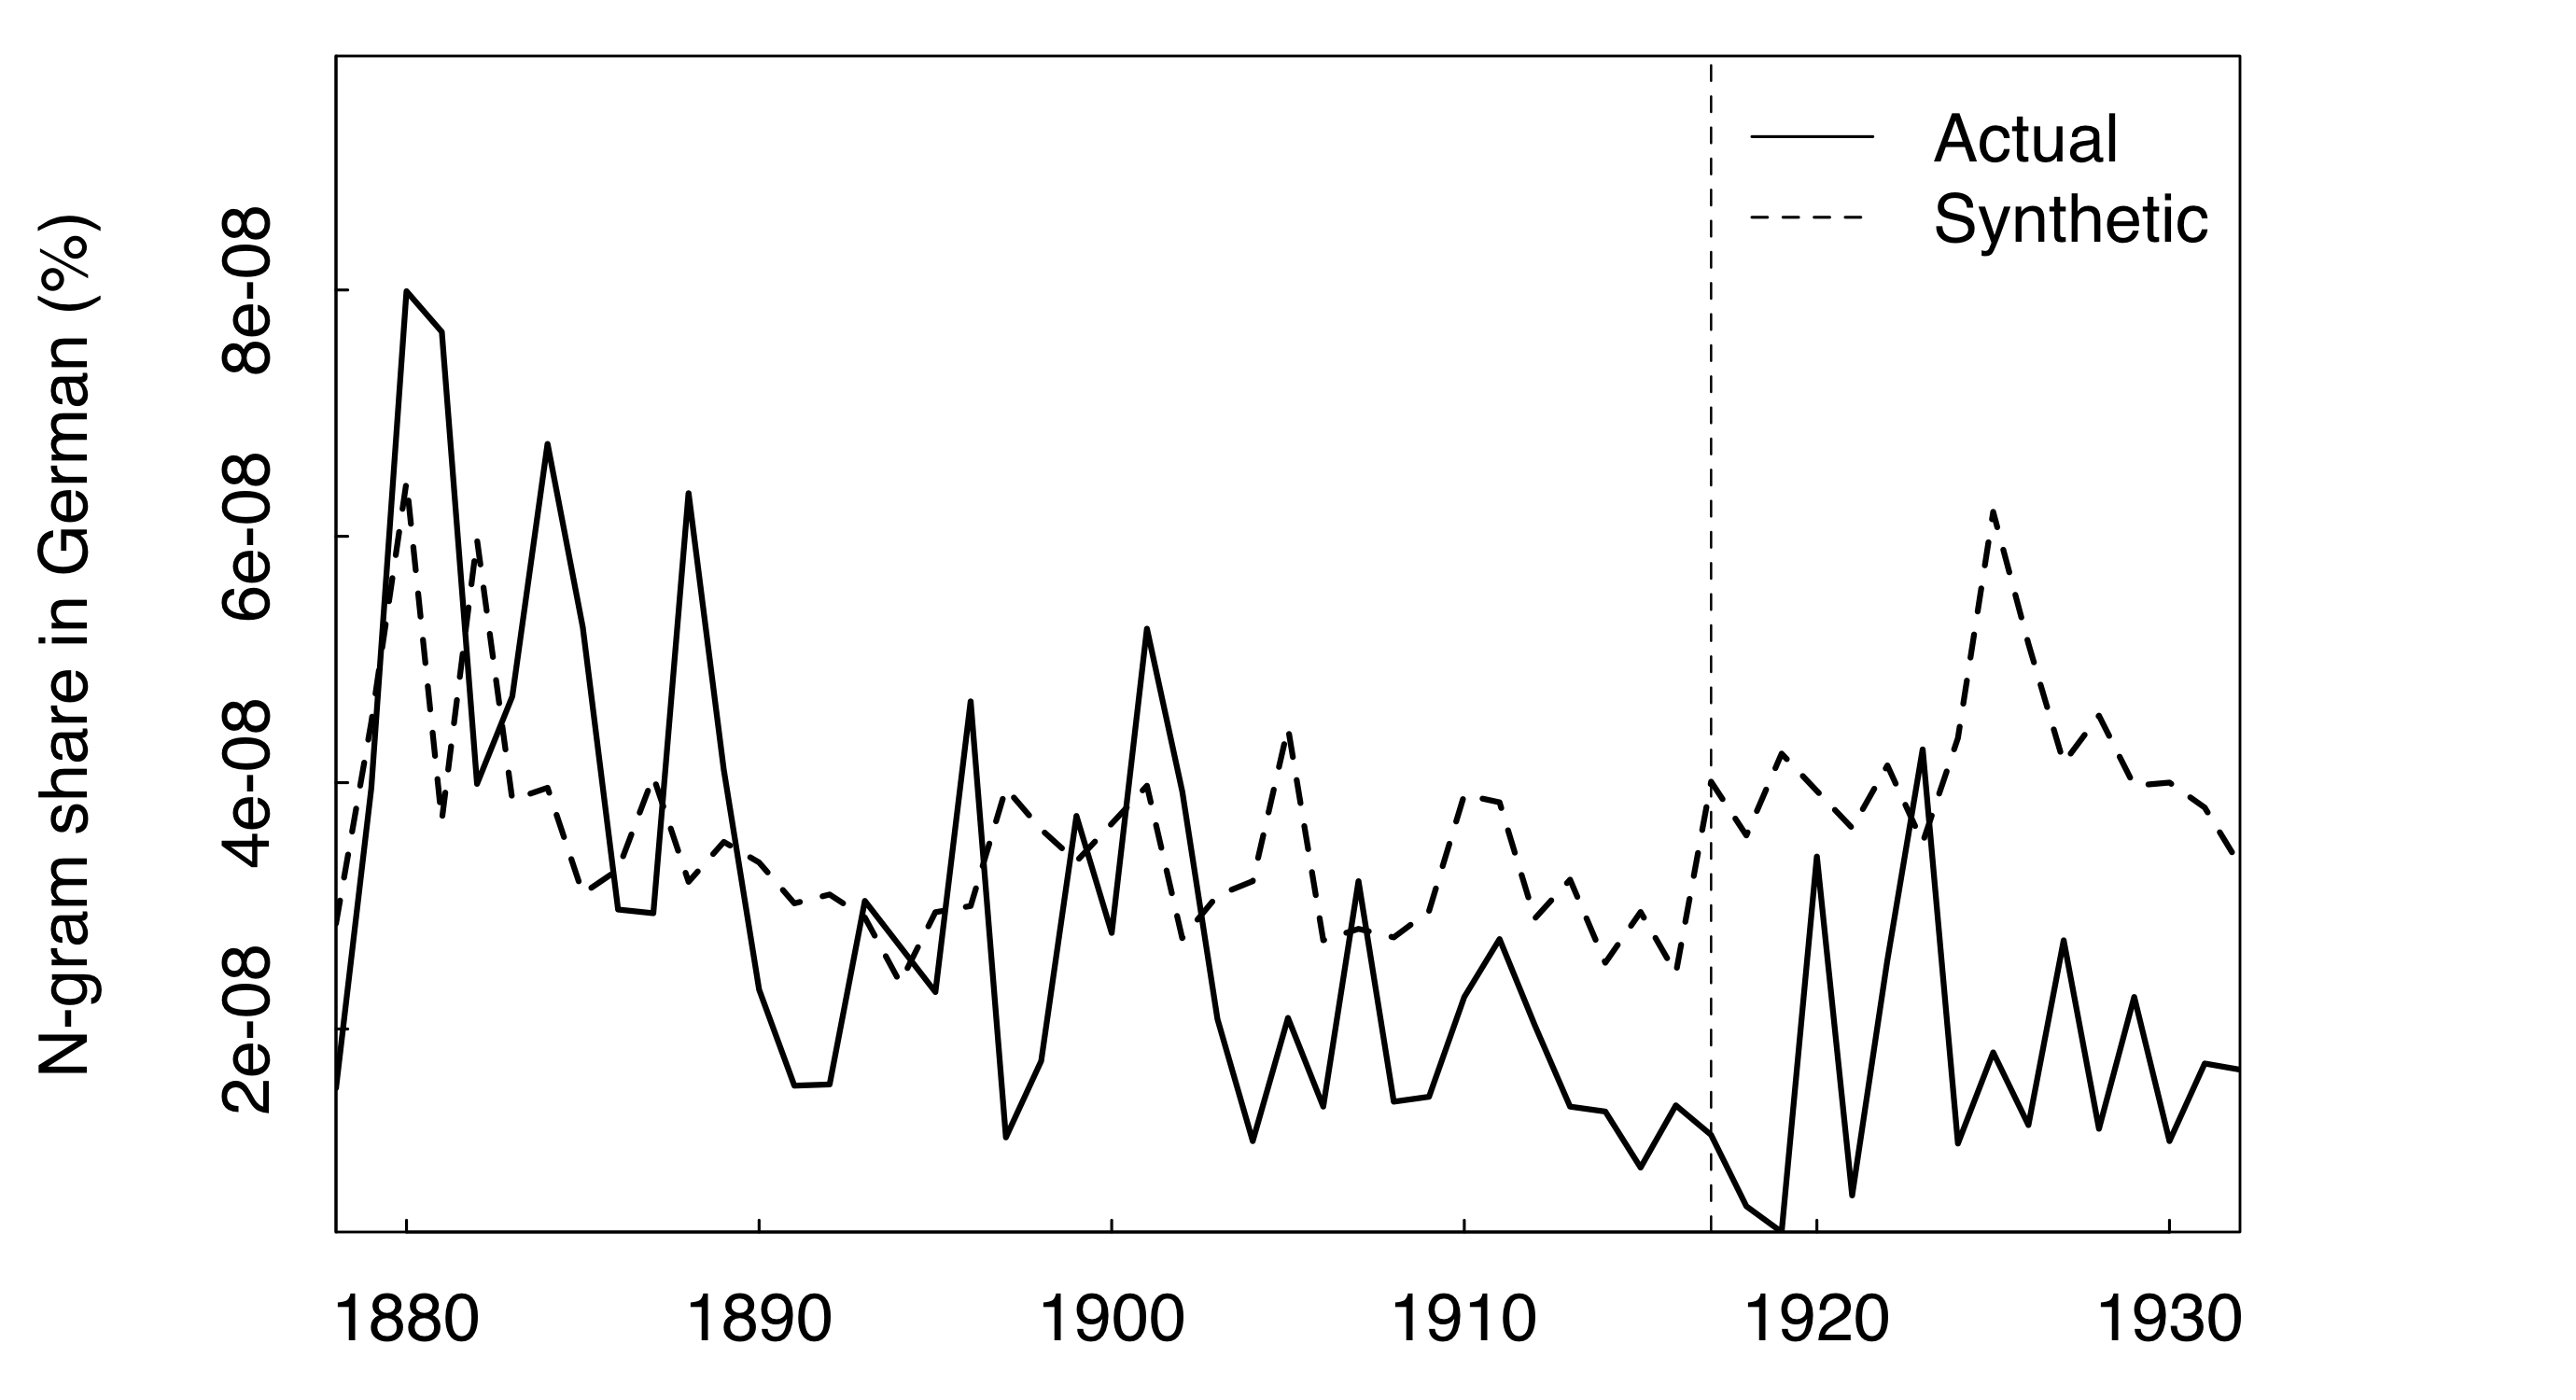 N-gram share in German (%)
8e-08
6e-08
4e-08
2e-08
Actual
Synthetic
1880 1890 1900 1910 1920 1930